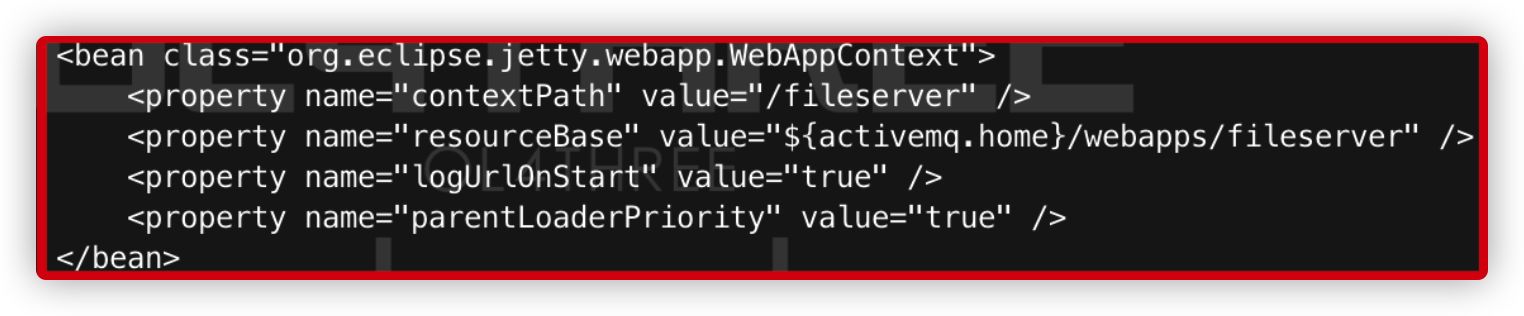 <bean class="org.eclipse.jetty.webapp.WebAppContext">
    <property name="contextPath" value="/fileserver" />
    <property name="resourceBase" value="${activemq.home}/webapps/fileserver" />
    <property name="logUrlOnStart" value="true" />
    <property name="parentLoaderPriority" value="true" />
</bean>